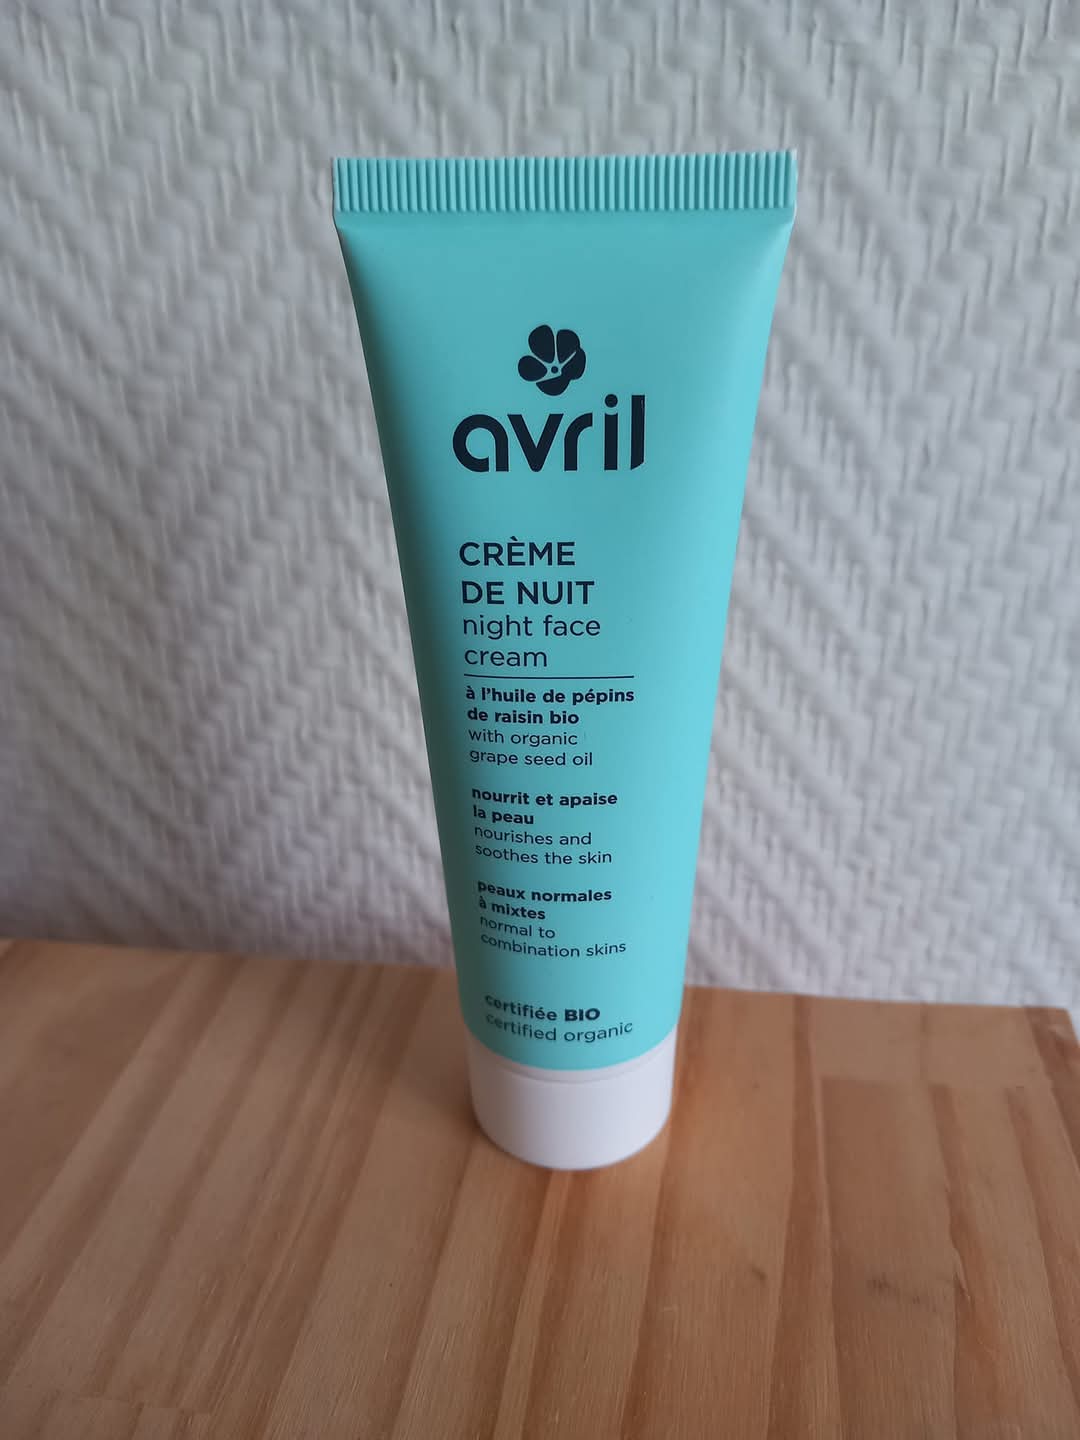 avril
CRÈME
DE NUIT
night face
cream
à l'huile de pépins
de raisin bio
with organic
grape seed oil
nourrit et apaise
la peau
nourishes and
soothes the skin
peaux normales
à mixtes
normal to
combination skins
certifiée BIO
certified organic